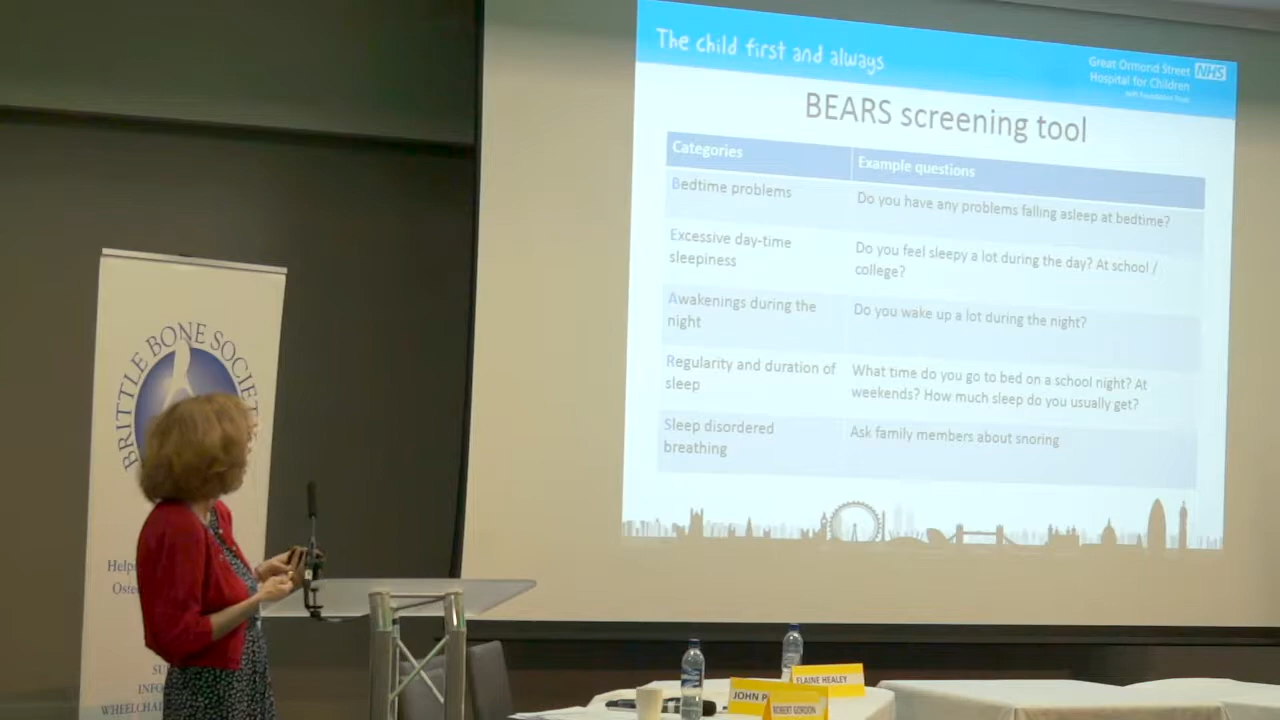 The child first and always
Great Ormond Street NHS
Hospital for Children
NHS Foundation Trust
BEARS screening tool
Categories
Example questions
Bedtime problems
Do you have any problems falling asleep at bedtime?
Excessive day-time
sleepiness
Do you feel sleepy a lot during the day? At school /
college?
Awakenings during the
night
Do you wake up a lot during the night?
Regularity and duration of
sleep
What time do you go to bed on a school night? At
weekends? How much sleep do you usually get?
Sleep disordered
breathing
Ask family members about snoring
BRITTLE BONE SOCIETY
ELAINE HEALEY
JOHN
ROBERT GORDON